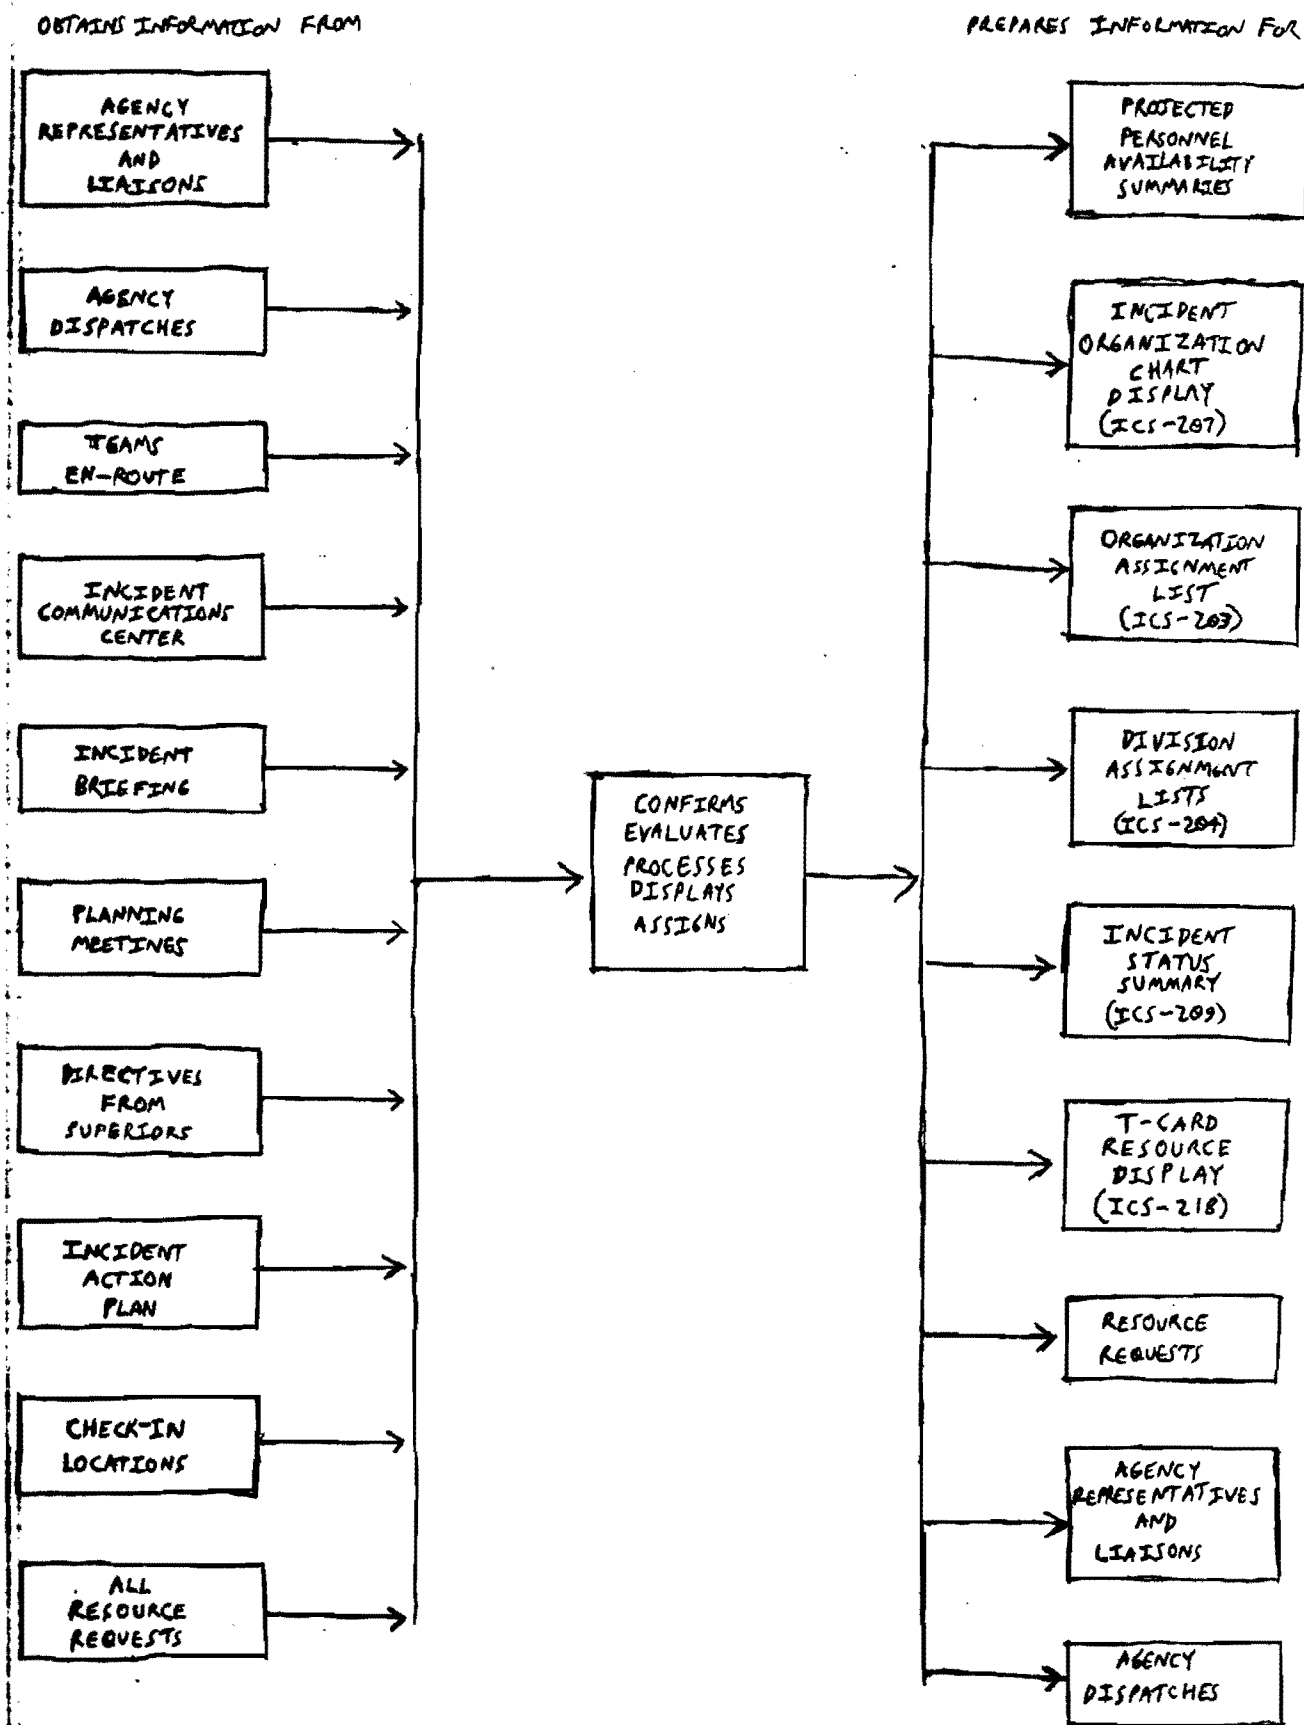 OBTAINS INFORMATION FROM
PREPARES INFORMATION FOR
AGENCY
REPRESENTATIVES
AND
LIAISONS
AGENCY
DISPATCHES
TEAMS
EN-ROUTE
INCIDENT
COMMUNICATIONS
CENTER
INCIDENT
BRIEFING
PLANNING
MEETINGS
DIRECTIVES
FROM
SUPERIORS
INCIDENT
ACTION
PLAN
CHECK-IN
LOCATIONS
ALL
RESOURCE
REQUESTS
CONFIRMS
EVALUATES
PROCESSES
DISPLAYS
ASSIGNS
PROJECTED
PERSONNEL
AVAILABILITY
SUMMARIES
INCIDENT
ORGANIZATION
CHART
DISPLAY
(ICS-207)
ORGANIZATION
ASSIGNMENT
LIST
(ICS-203)
DIVISION
ASSIGNMENT
LISTS
(ICS-204)
INCIDENT
STATUS
SUMMARY
(ICS-209)
T-CARD
RESOURCE
DISPLAY
(ICS-218)
RESOURCE
REQUESTS
AGENCY
REPRESENTATIVES
AND
LIAISONS
AGENCY
DISPATCHES